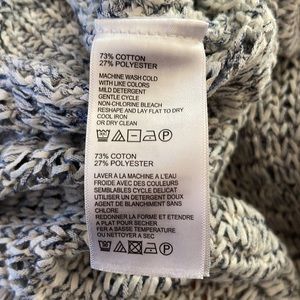 73% COTTON
27% POLYESTER
MACHINE WASH COLD
WITH LIKE COLORS
MILD DETERGENT
GENTLE CYCLE
NON-CHLORINE BLEACH
RESHAPE AND LAY FLAT TO DRY
COOL IRON
OR DRY CLEAN
73% COTON
27% POLYESTER
LAVER A LA MACHINE A L'EAU
FROIDE AVEC DES COULEURS
SEMBLABLES CYCLE DELICAT
UTILISER UN DETERGENT DOUX
AGENT DE BLANCHIMENT SANS
CHLORE
REDONNER LA FORME ET ETENDRE
A PLAT POUR SECHER
FER A BASSE TEMPERATURE
OU NETTOYER A SEC